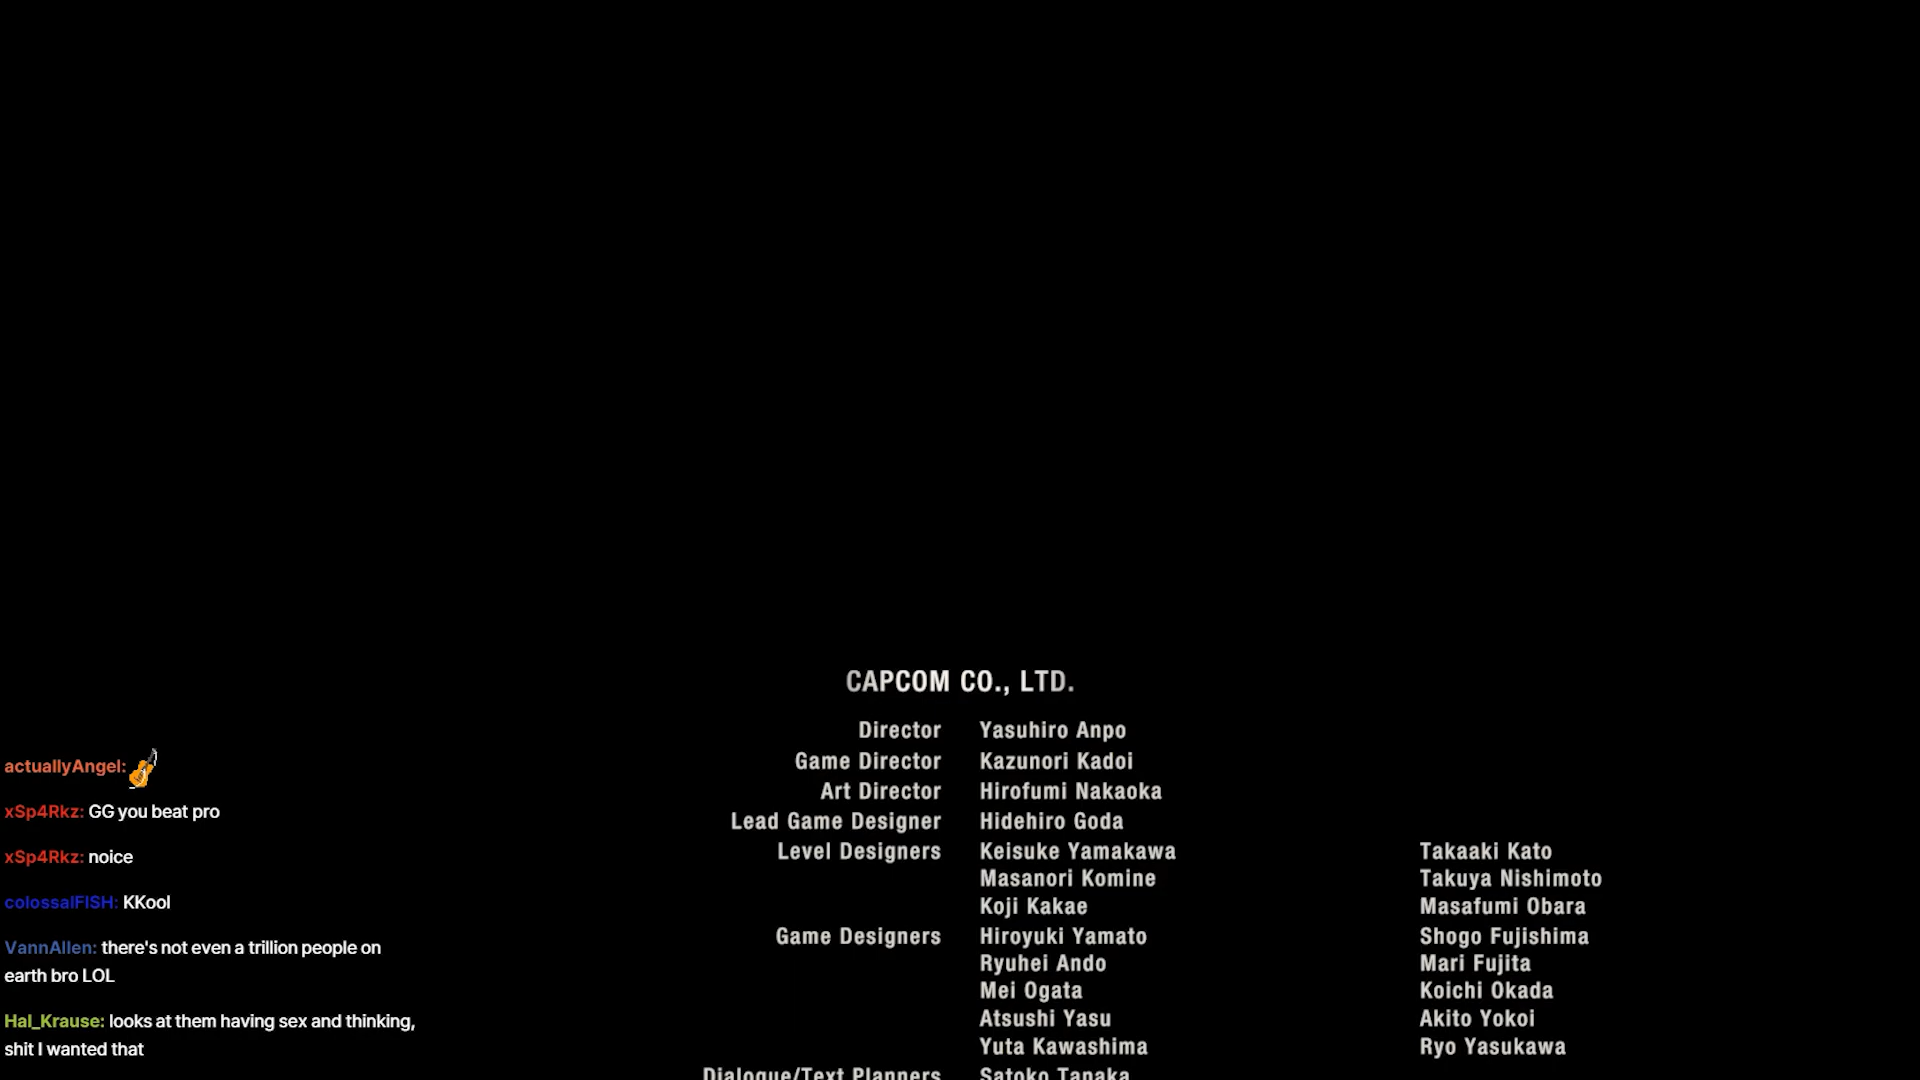 CAPCOM CO., LTD.
Director Yasuhiro Anpo
Game Director Kazunori Kadoi
Art Director Hirofumi Nakaoka
Lead Game Designer Hidehiro Goda
Level Designers Keisuke Yamakawa Takaaki Kato
Masanori Komine Takuya Nishimoto
Koji Kakae Masafumi Obara
Game Designers Hiroyuki Yamato Shogo Fujishima
Ryuhei Ando Mari Fujita
Mei Ogata Koichi Okada
Atsushi Yasu Akito Yokoi
Yuta Kawashima Ryo Yasukawa
Dialogue/Text Planners Satoko Tanaka
actuallyAngel:
xSp4Rkz: GG you beat pro
xSp4Rkz: noice
colossalFISH: KKool
VannAllen: there's not even a trillion people on
earth bro LOL
Hal_Krause: looks at them having sex and thinking,
shit I wanted that